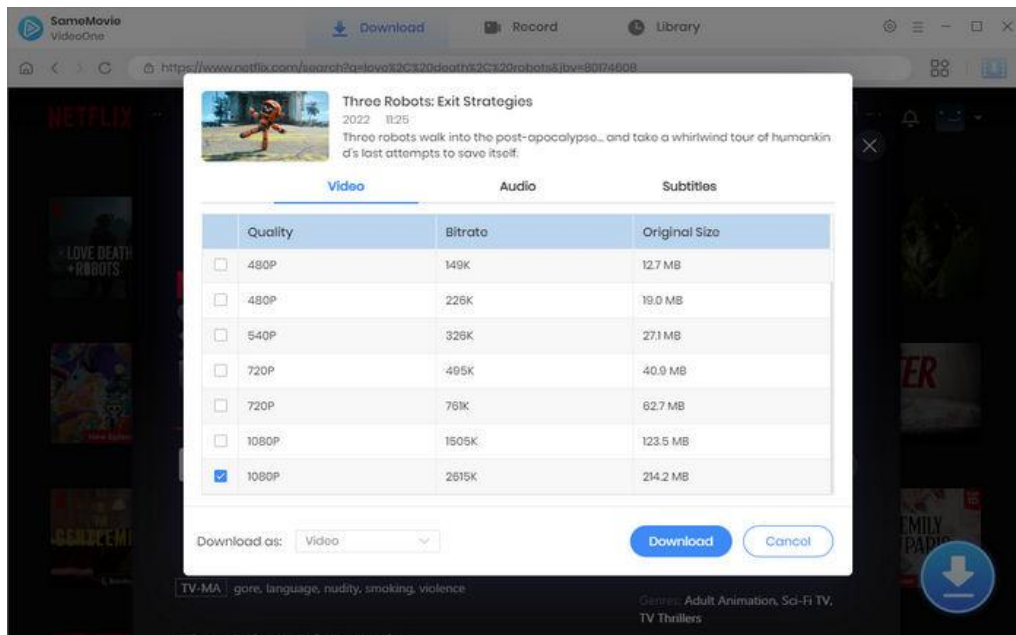 SameMovie
VideoOne
Download
Record
Library
https://www.netflix.com/search?q=love%2C%20death%2C%20robots&jbv=80174608
NETFLIX
Three Robots: Exit Strategies
2022 11:25
Three robots walk into the post-apocalypse... and take a whirlwind tour of humankin
d's last attempts to save itself.
Video Audio Subtitles
Quality Bitrate Original Size
480P 149K 12.7 MB
480P 226K 19.0 MB
540P 326K 27.1 MB
720P 495K 40.9 MB
720P 761K 62.7 MB
1080P 1505K 123.5 MB
1080P 2615K 214.2 MB
Download as: Video
Download
Cancel
LOVE DEATH
+ROBOTS
EMILY
TV-MA gore, language, nudity, smoking, violence
Genres: Adult Animation, Sci-Fi TV,
TV Thrillers